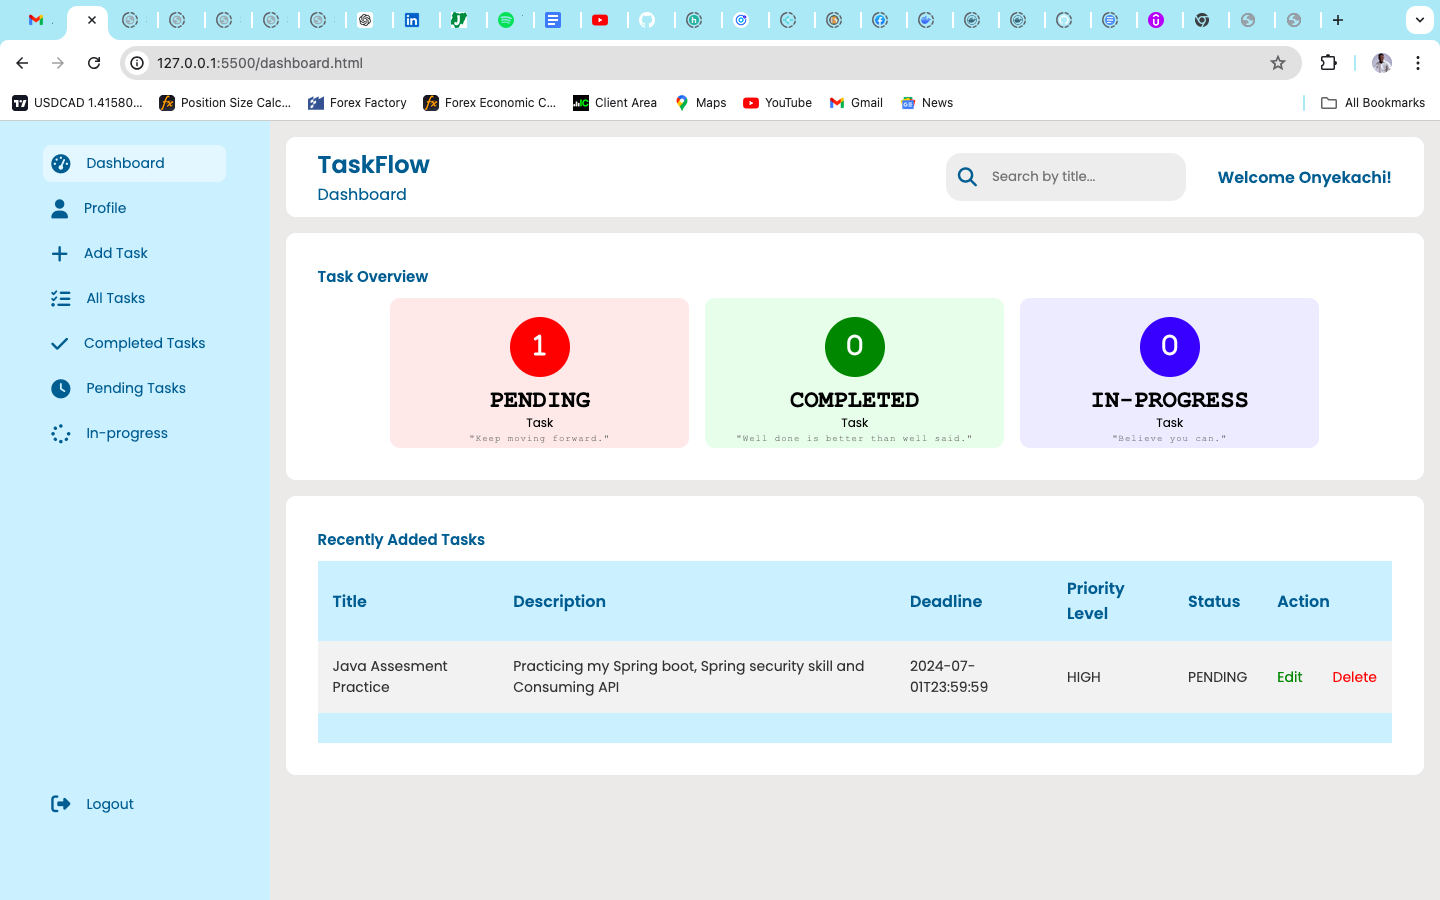 127.0.0.1:5500/dashboard.html
USDCAD 1.41580... Position Size Calc... Forex Factory Forex Economic C... Client Area Maps YouTube Gmail News All Bookmarks
Dashboard
Profile
Add Task
All Tasks
Completed Tasks
Pending Tasks
In-progress
Logout
TaskFlow
Dashboard
Search by title...
Welcome Onyekachi!
Task Overview
1
PENDING
Task
"Keep moving forward."
0
COMPLETED
Task
"Well done is better than well said."
0
IN-PROGRESS
Task
"Believe you can."
Recently Added Tasks
Title Description Deadline Priority Level Status Action
Java Assesment Practice Practicing my Spring boot, Spring security skill and Consuming API 2024-07-01T23:59:59 HIGH PENDING Edit Delete